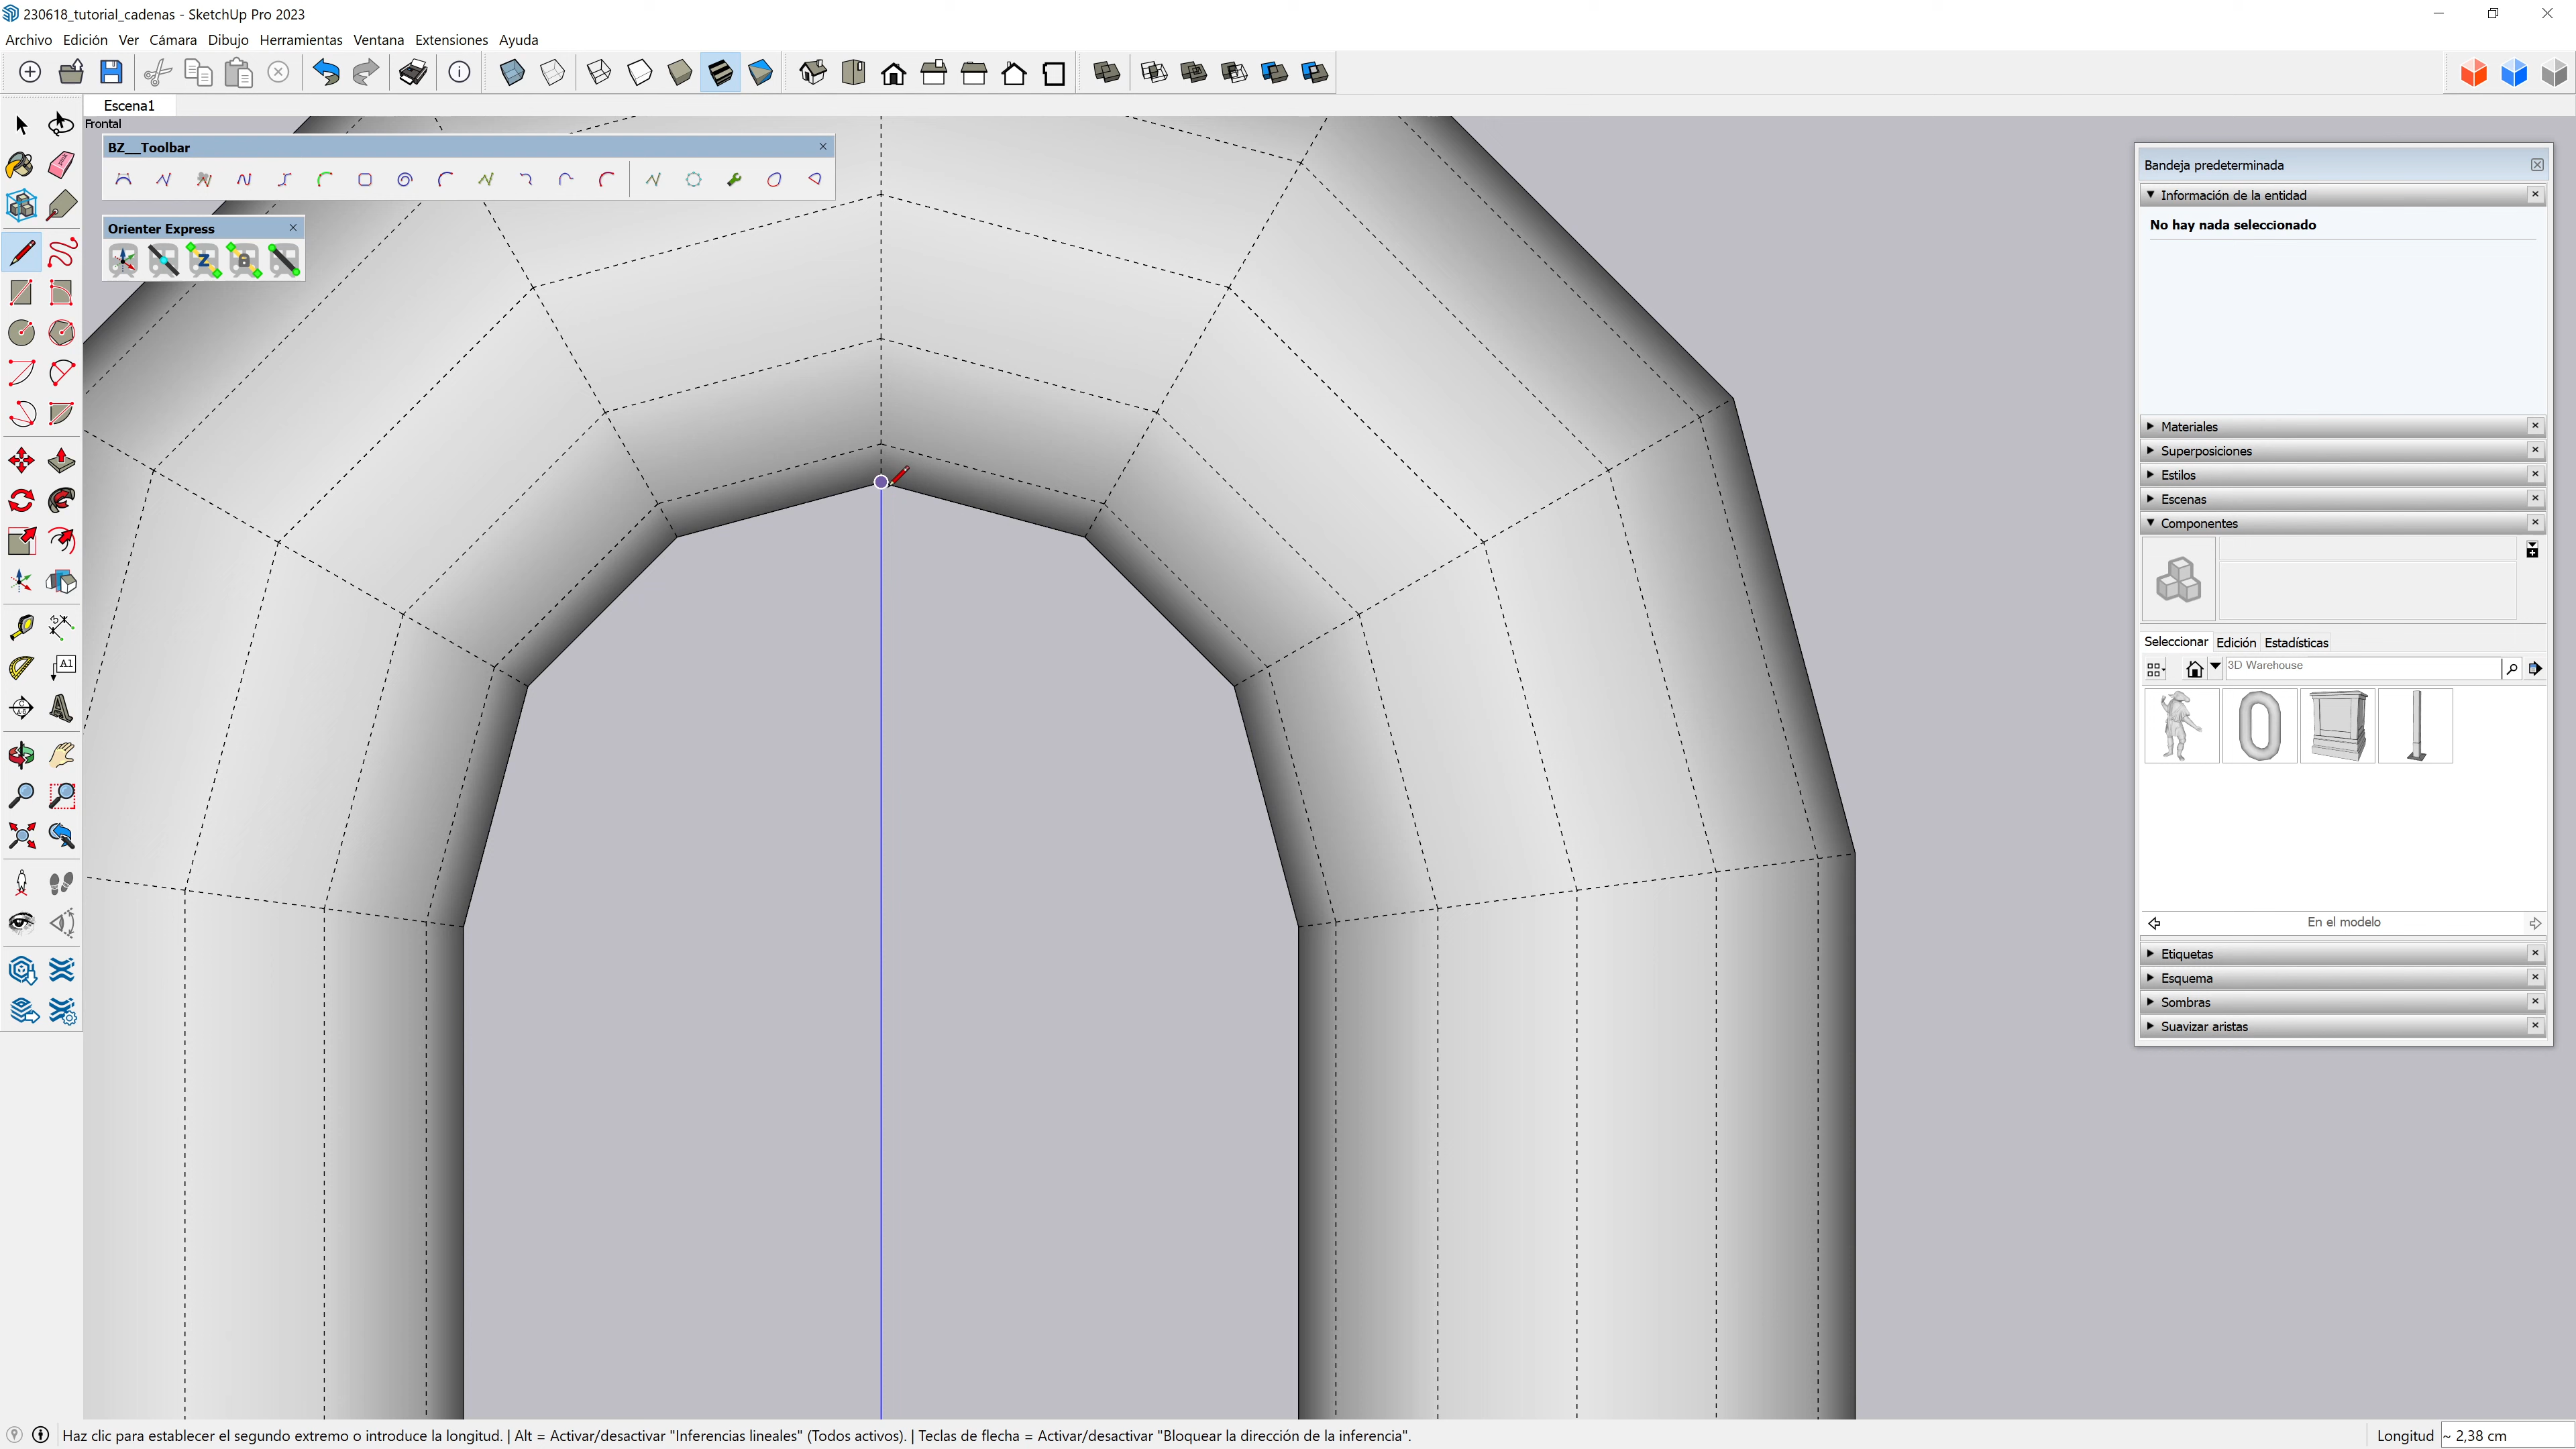 230618_tutorial_cadenas - SketchUp Pro 2023
Archivo Edición Ver Cámara Dibujo Herramientas Ventana Extensiones Ayuda
Escena1
Frontal
BZ__Toolbar
Orienter Express
Z
A1
Bandeja predeterminada
Información de la entidad
No hay nada seleccionado
Materiales
Superposiciones
Estilos
Escenas
Componentes
Seleccionar Edición Estadísticas
3D Warehouse
En el modelo
Etiquetas
Esquema
Sombras
Suavizar aristas
Haz clic para establecer el segundo extremo o introduce la longitud. | Alt = Activar/desactivar "Inferencias lineales" (Todos activos). | Teclas de flecha = Activar/desactivar "Bloquear la dirección de la inferencia".
Longitud ~ 2,38 cm